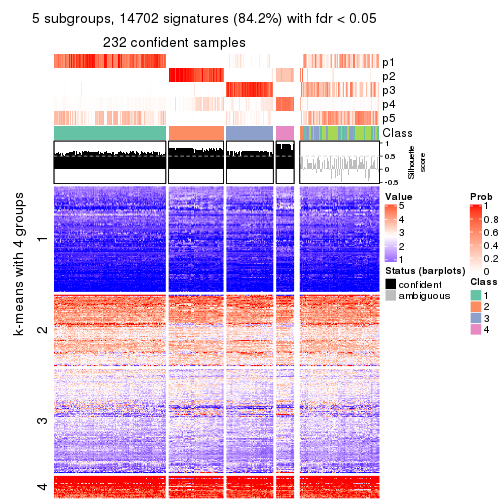 5 subgroups, 14702 signatures (84.2%) with fdr < 0.05
232 confident samples
p1
p2
p3
p4
p5
Class
1
0.5
0
-0.5
Silhouette
score
k-means with 4 groups
1
2
3
4
Value
5
4
3
2
1
Status (barplots)
confident
ambiguous
Prob
1
0.8
0.6
0.4
0.2
0
Class
1
2
3
4